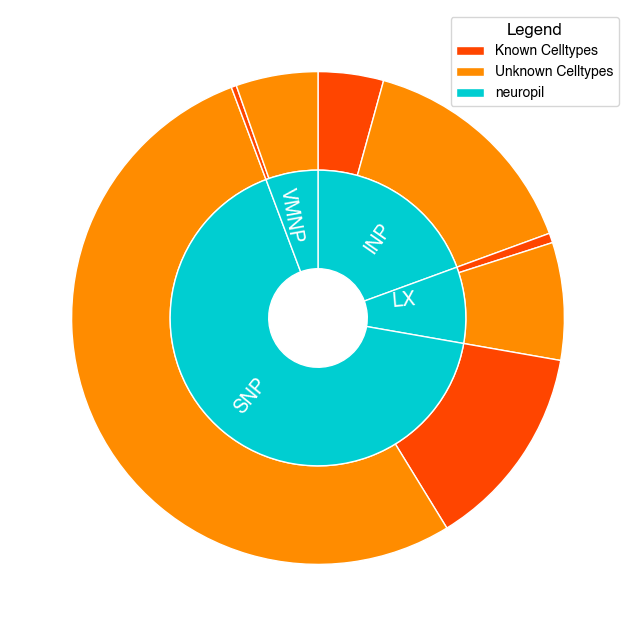 Legend
Known Celltypes
Unknown Celltypes
neuropil
VMNP
INP
LX
SNP